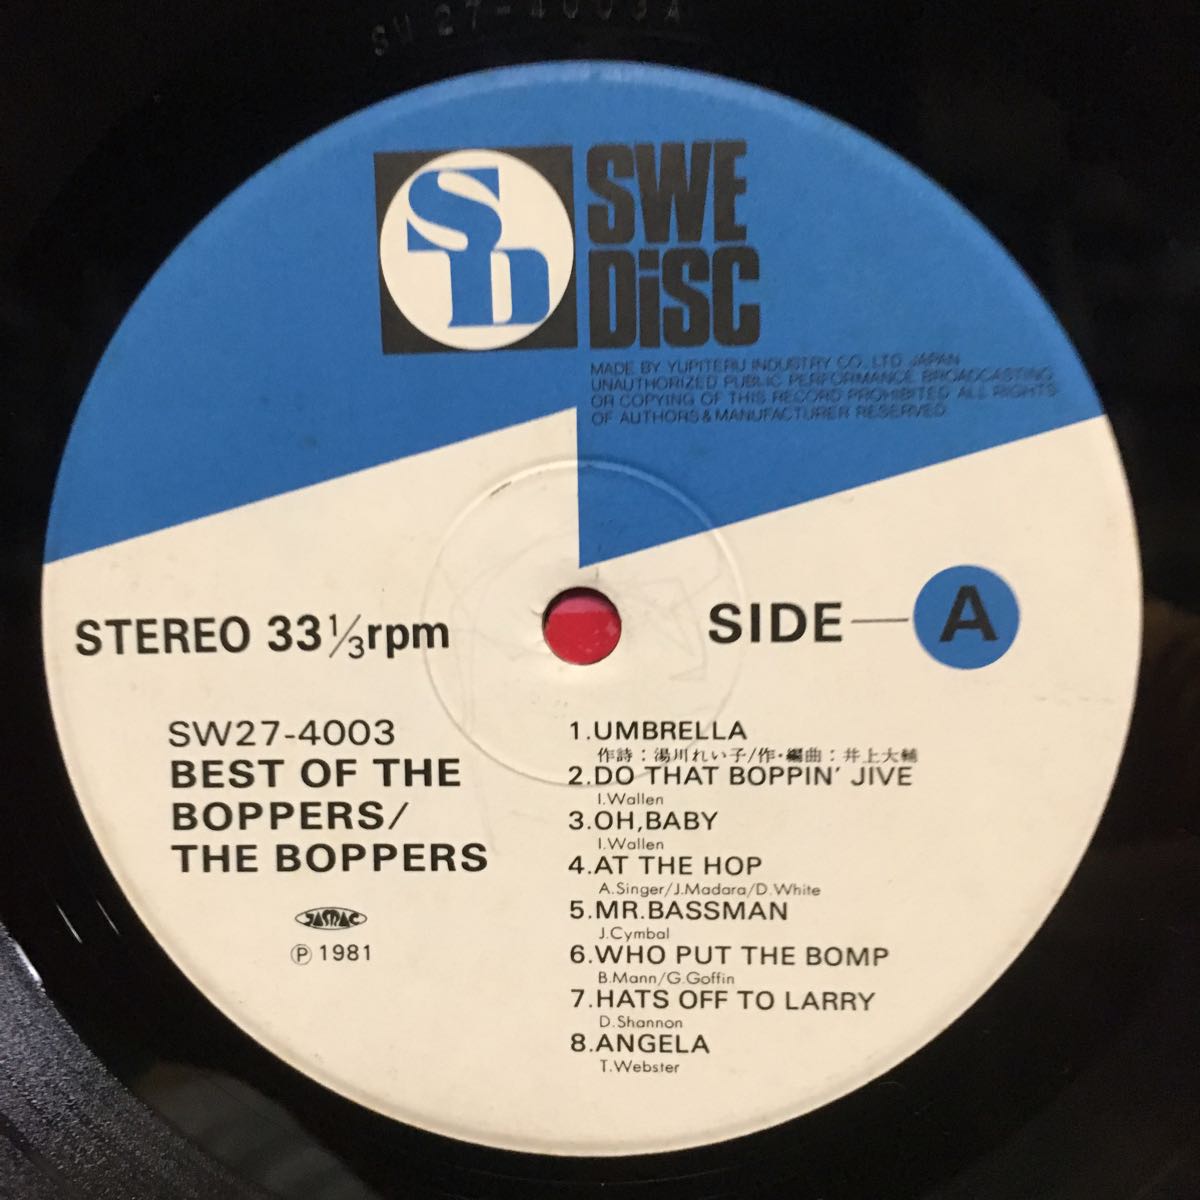 SW27-4003A
SD
SWE
DiSC
MADE BY YUPITERU INDUSTRY CO., LTD. JAPAN
UNAUTHORIZED PUBLIC PERFORMANCE BROADCASTING
OR COPYING OF THIS RECORD PROHIBITED ALL RIGHTS
OF AUTHORS & MANUFACTURER RESERVED
STEREO 33 1/3 rpm
SIDE—A
SW27-4003
BEST OF THE
BOPPERS/
THE BOPPERS
JASRAC
Ⓟ 1981
1.UMBRELLA
作詩：湯川れい子/作・編曲：井上大輔
2.DO THAT BOPPIN' JIVE
I.Wallen
3.OH,BABY
I.Wallen
4.AT THE HOP
A.Singer/J.Madara/D.White
5.MR.BASSMAN
J.Cymbal
6.WHO PUT THE BOMP
B.Mann/G.Goffin
7.HATS OFF TO LARRY
D.Shannon
8.ANGELA
T.Webster